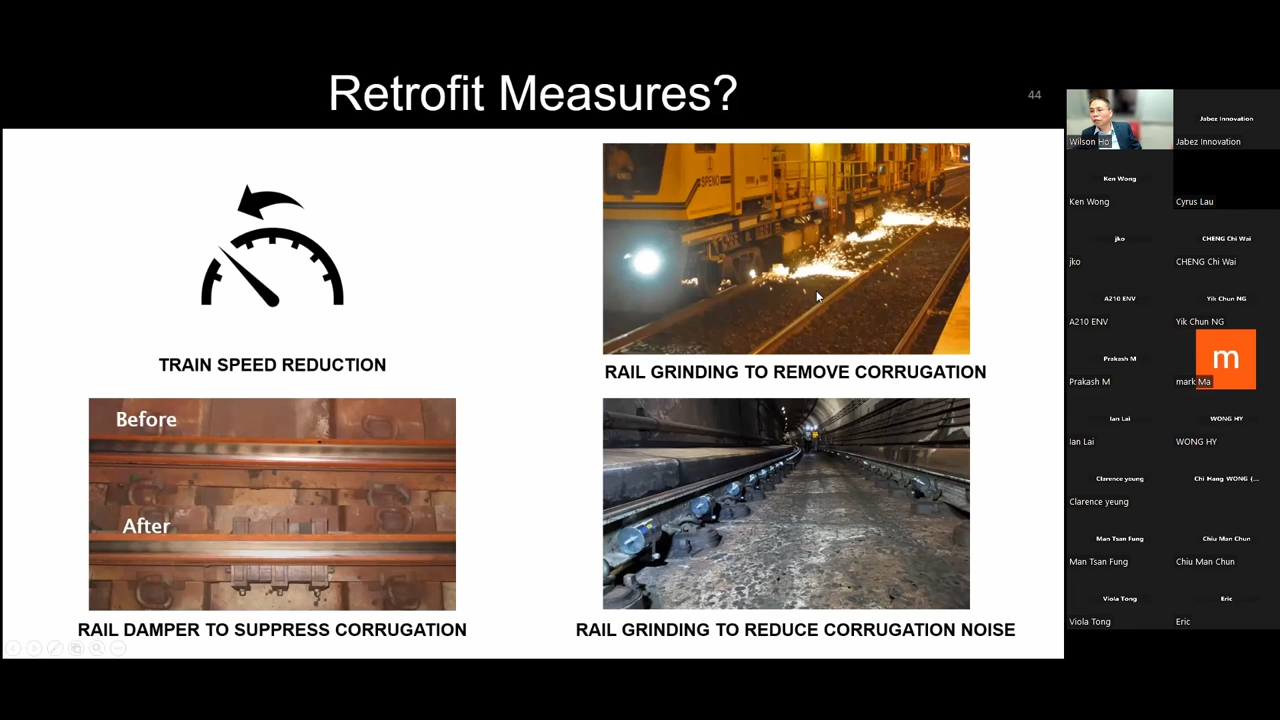 Retrofit Measures?
44
SPENO
TRAIN SPEED REDUCTION
RAIL GRINDING TO REMOVE CORRUGATION
Before
After
RAIL DAMPER TO SUPPRESS CORRUGATION
RAIL GRINDING TO REDUCE CORRUGATION NOISE
Wilson Ho
Jabez Innovation
Jabez Innovation
Ken Wong
Ken Wong
Cyrus Lau
jko
jko
CHENG Chi Wai
CHENG Chi Wai
A210 ENV
A210 ENV
Yik Chun NG
Yik Chun NG
Prakash M
Prakash M
m
mark Ma
Ian Lai
Ian Lai
WONG HY
WONG HY
Clarence yeung
Clarence yeung
Chi Hang WONG (...
Man Tsan Fung
Man Tsan Fung
Chiu Man Chun
Chiu Man Chun
Viola Tong
Viola Tong
Eric
Eric